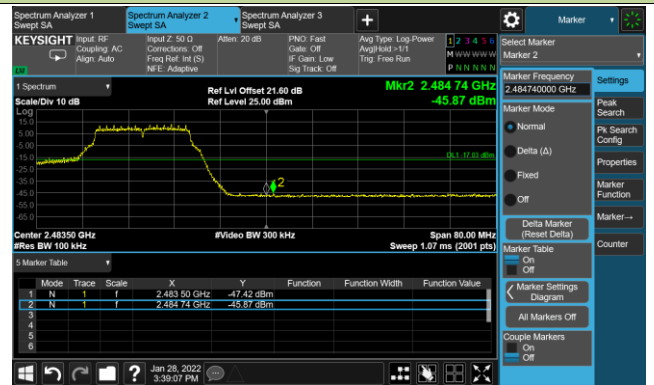 Spectrum Analyzer 1
Swept SA
Spectrum Analyzer 2
Swept SA
Spectrum Analyzer 3
Swept SA
+
Marker
KEYSIGHT
Input: RF
Coupling: AC
Align: Auto
Input Z: 50 Ω
Corrections: Off
Freq Ref: Int (S)
NFE: Adaptive
Atten: 20 dB
PNO: Fast
Gate: Off
IF Gain: Low
Sig Track: Off
Avg Type: Log-Power
Avg|Hold:>1/1
Trig: Free Run
1 2 3 4 5 6
M W W W W W
P N N N N N
Select Marker
Marker 2
1 Spectrum
Scale/Div 10 dB
Ref Lvl Offset 21.60 dB
Ref Level 25.00 dBm
Mkr2 2.484 74 GHz
-45.87 dBm
Log
15.0
5.00
-5.00
-15.0
-25.0
-35.0
-45.0
-55.0
-65.0
DL1 -17.03 dBm
2
Center 2.48350 GHz
#Res BW 100 kHz
#Video BW 300 kHz
Span 80.00 MHz
Sweep 1.07 ms (2001 pts)
5 Marker Table
Mode Trace Scale X Y Function Function Width Function Value
1 N 1 f 2.483 50 GHz -47.42 dBm
2 N 1 f 2.484 74 GHz -45.87 dBm
3
4
5
6
Marker Frequency
2.484740000 GHz
Marker Mode
Normal
Delta (Δ)
Fixed
Off
Delta Marker
(Reset Delta)
Marker Table
On
Off
Marker Settings
Diagram
All Markers Off
Couple Markers
On
Off
Settings
Peak
Search
Pk Search
Config
Properties
Marker
Function
Marker→
Counter
?
Jan 28, 2022
3:39:07 PM